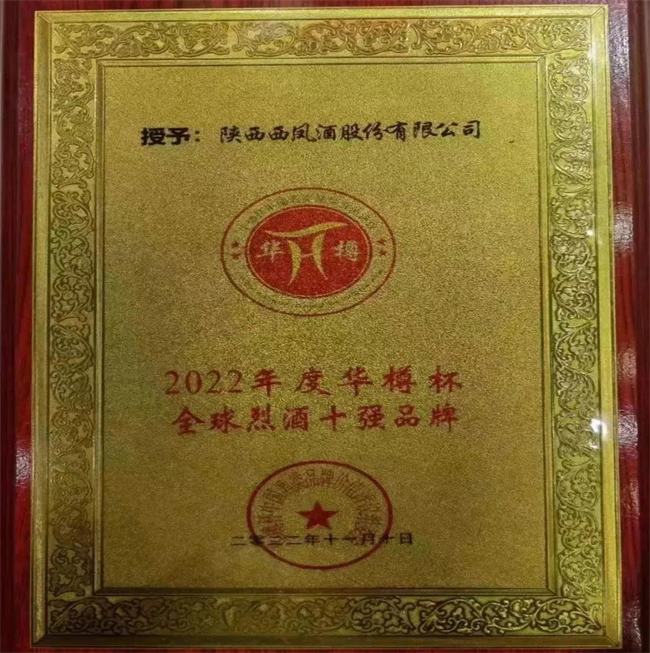 授予：陕西西凤酒股份有限公司
华樽
2022年度华樽杯
全球烈酒十强品牌
二〇二二年十一月十日